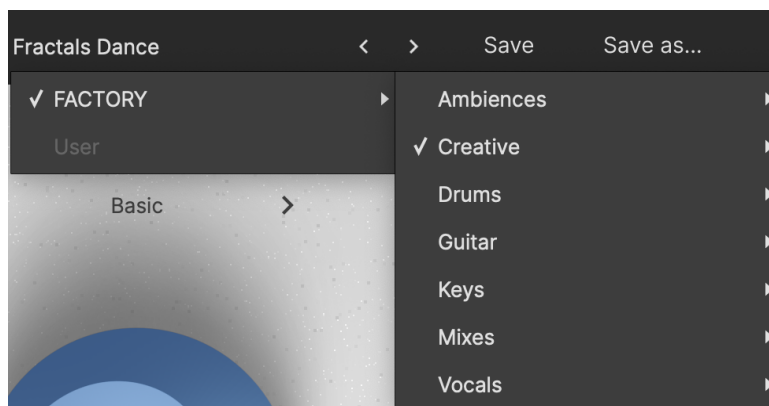 Fractals Dance < > Save Save as...
✓ FACTORY
User
Basic >
Ambiences
✓ Creative
Drums
Guitar
Keys
Mixes
Vocals